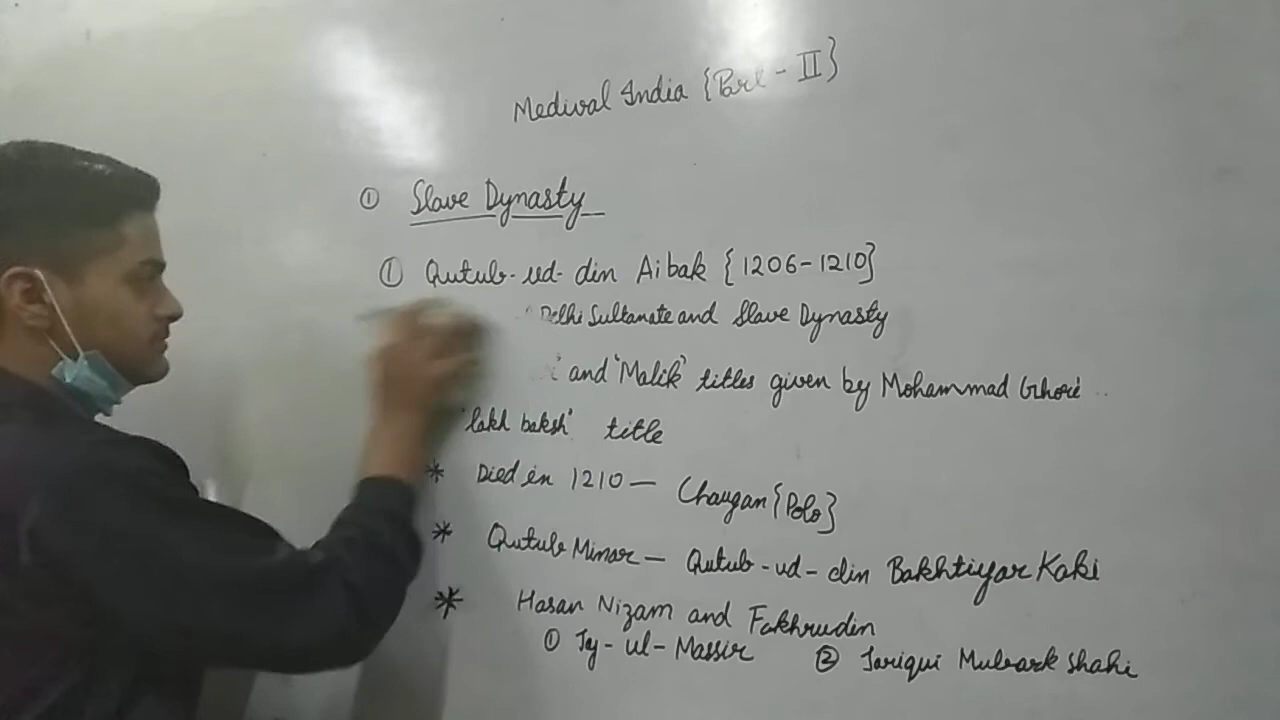 Medival India {Part - II}
① Slave Dynasty
① Qutub-ud-din Aibak {1206-1210}
Delhi Sultanate and Slave Dynasty
and 'Malik' titles given by Mohammad Ghori
'lakh baksh' title
* Died in 1210 - Chaugan {Polo}
* Qutub Minar - Qutub-ud-din Bakhtiyar Kaki
* Hasan Nizam and Fakhrudin
① Taj-ul-Massir ② Tariqui Mubark Shahi